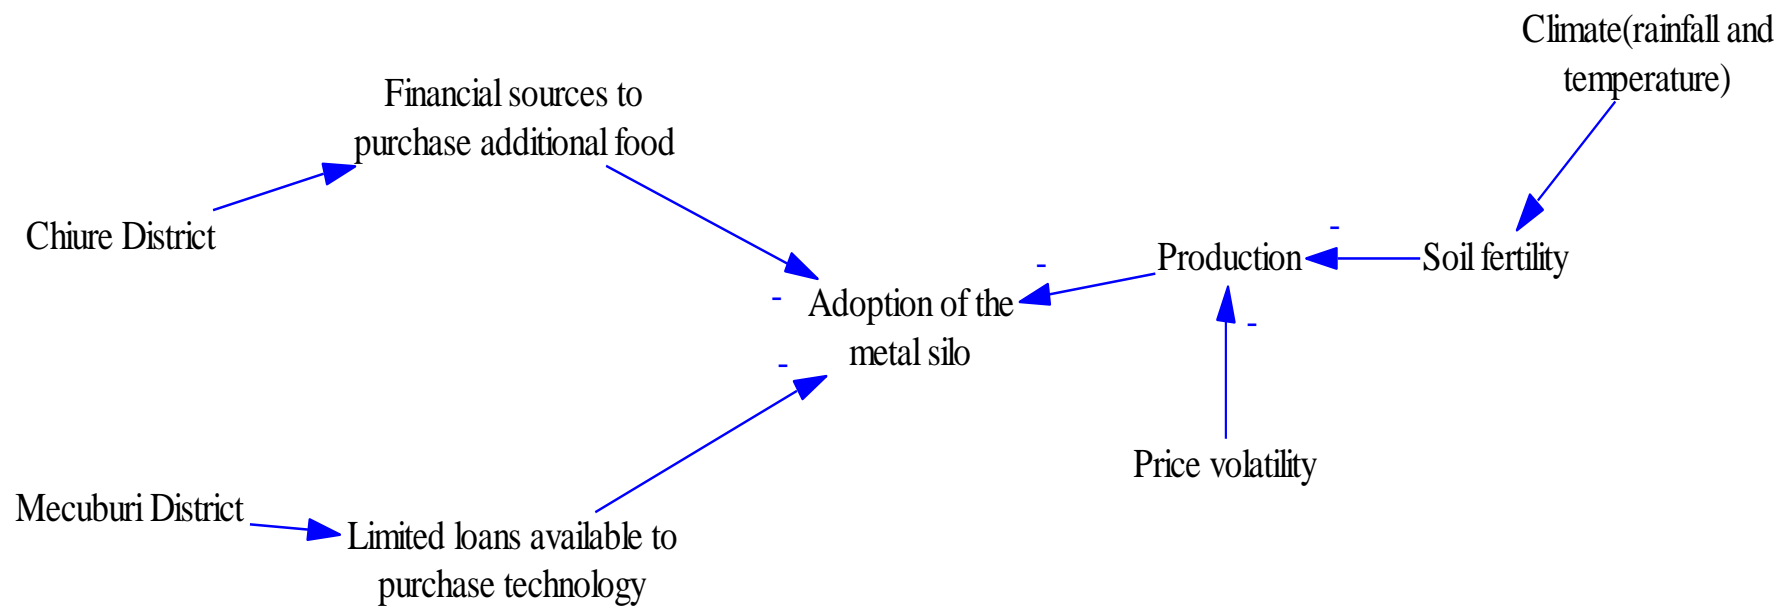 Climate(rainfall and
temperature)
Financial sources to
purchase additional food
Chiure District
-
Production
-
Soil fertility
-
Adoption of the
metal silo
-
-
-
Price volatility
Mecuburi District
Limited loans available to
purchase technology